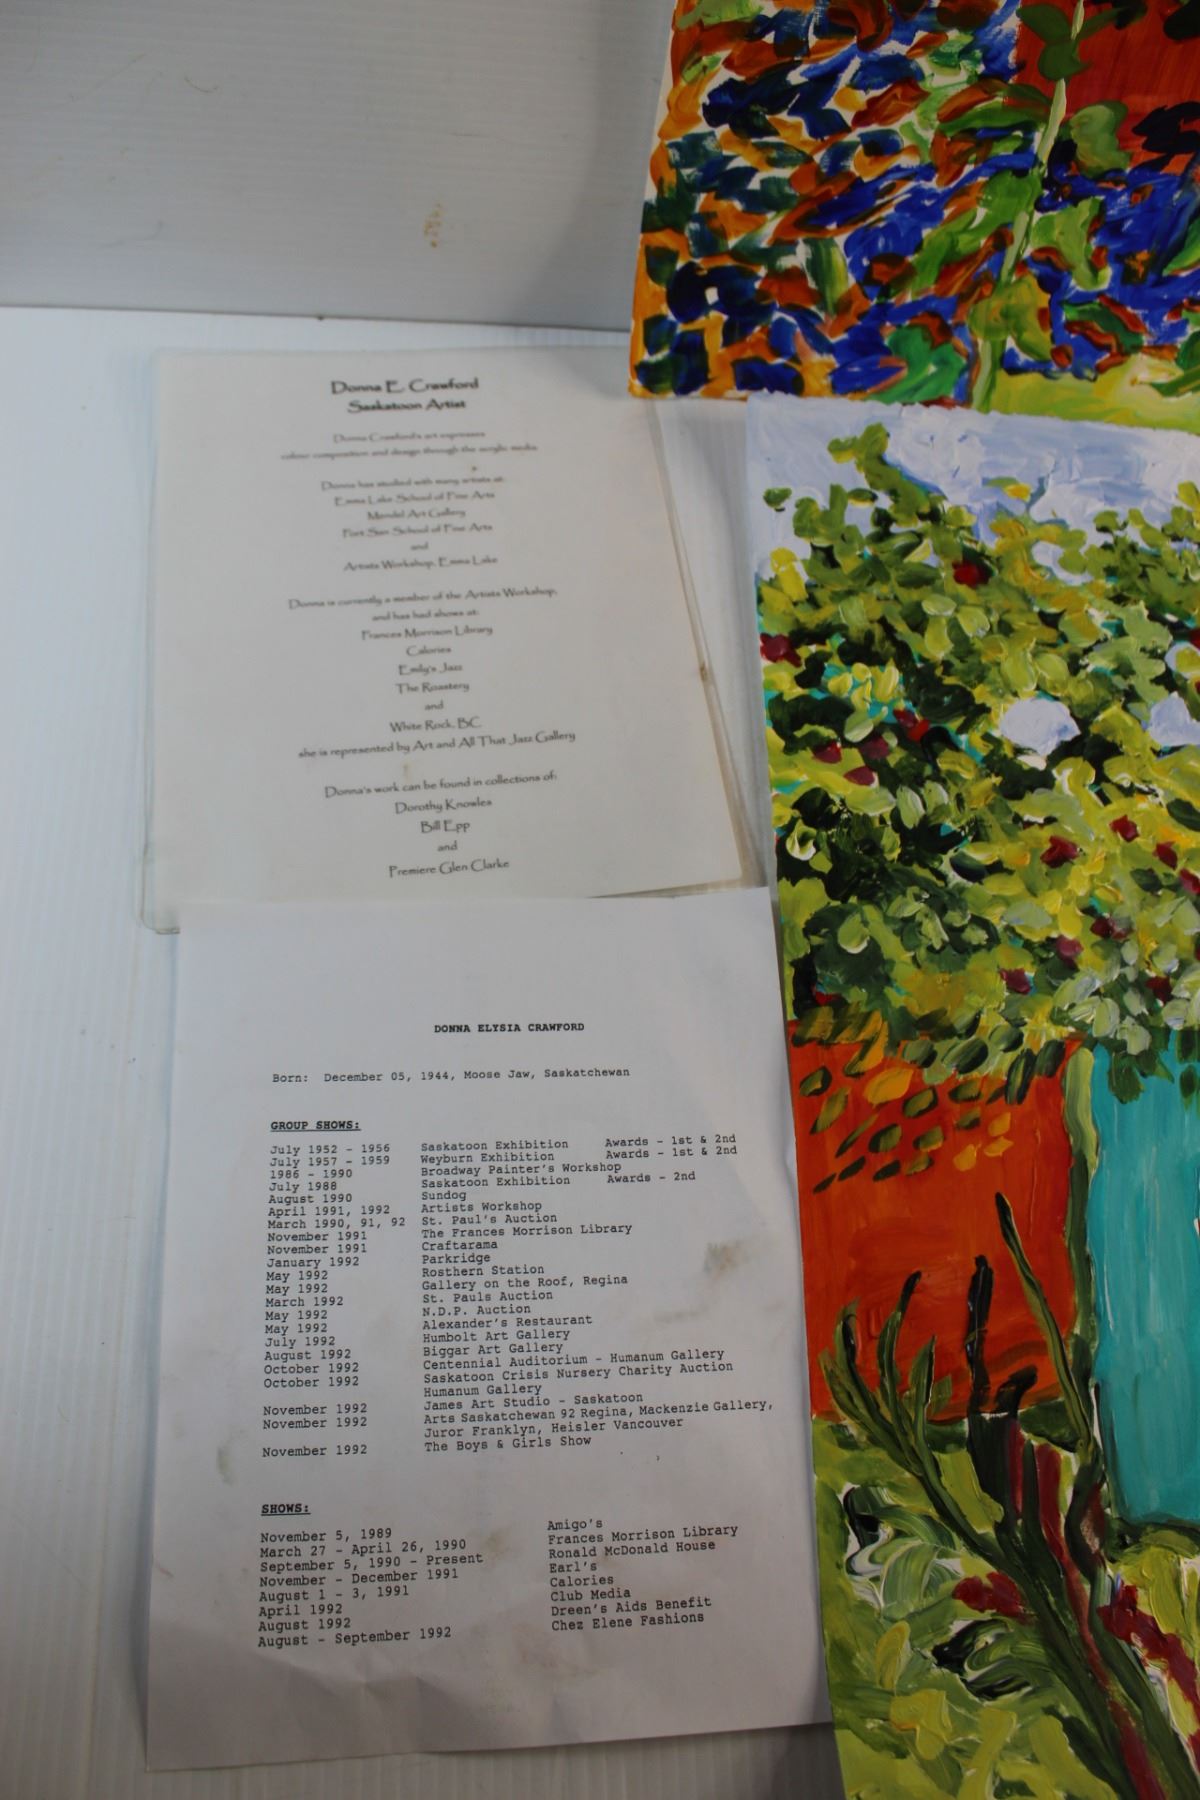 Donna E. Crawford
Saskatoon Artist
Donna Crawford's art expresses
colour composition and design through the acrylic media
Donna has studied with many artists at:
Emma Lake School of Fine Arts
Mendel Art Gallery
Fort San School of Fine Arts
and
Artists Workshop, Emma Lake
Donna is currently a member of the Artists Workshop,
and has had shows at:
Frances Morrison Library
Calories
Emily's Jazz
The Roastery
and
White Rock, BC
she is represented by Art and All That Jazz Gallery
Donna's work can be found in collections of:
Dorothy Knowles
Bill Epp
and
Premiere Glen Clarke
DONNA ELYSIA CRAWFORD
Born: December 05, 1944, Moose Jaw, Saskatchewan
GROUP SHOWS:
July 1952 - 1956 Saskatoon Exhibition Awards - 1st & 2nd
July 1957 - 1959 Weyburn Exhibition Awards - 1st & 2nd
1986 - 1990 Broadway Painter's Workshop
July 1988 Saskatoon Exhibition Awards - 2nd
August 1990 Sundog
April 1991, 1992 Artists Workshop
March 1990, 91, 92 St. Paul's Auction
November 1991 The Frances Morrison Library
November 1991 Craftarama
January 1992 Parkridge
May 1992 Rosthern Station
May 1992 Gallery on the Roof, Regina
March 1992 St. Pauls Auction
May 1992 N.D.P. Auction
May 1992 Alexander's Restaurant
July 1992 Humbolt Art Gallery
August 1992 Biggar Art Gallery
October 1992 Centennial Auditorium - Humanum Gallery
October 1992 Saskatoon Crisis Nursery Charity Auction
Humanum Gallery
November 1992 James Art Studio - Saskatoon
November 1992 Arts Saskatchewan 92 Regina, Mackenzie Gallery,
Juror Franklyn, Heisler Vancouver
November 1992 The Boys & Girls Show
SHOWS:
November 5, 1989 Amigo's
March 27 - April 26, 1990 Frances Morrison Library
September 5, 1990 - Present Ronald McDonald House
November - December 1991 Earl's
August 1 - 3, 1991 Calories
April 1992 Club Media
August 1992 Dreen's Aids Benefit
August - September 1992 Chez Elene Fashions